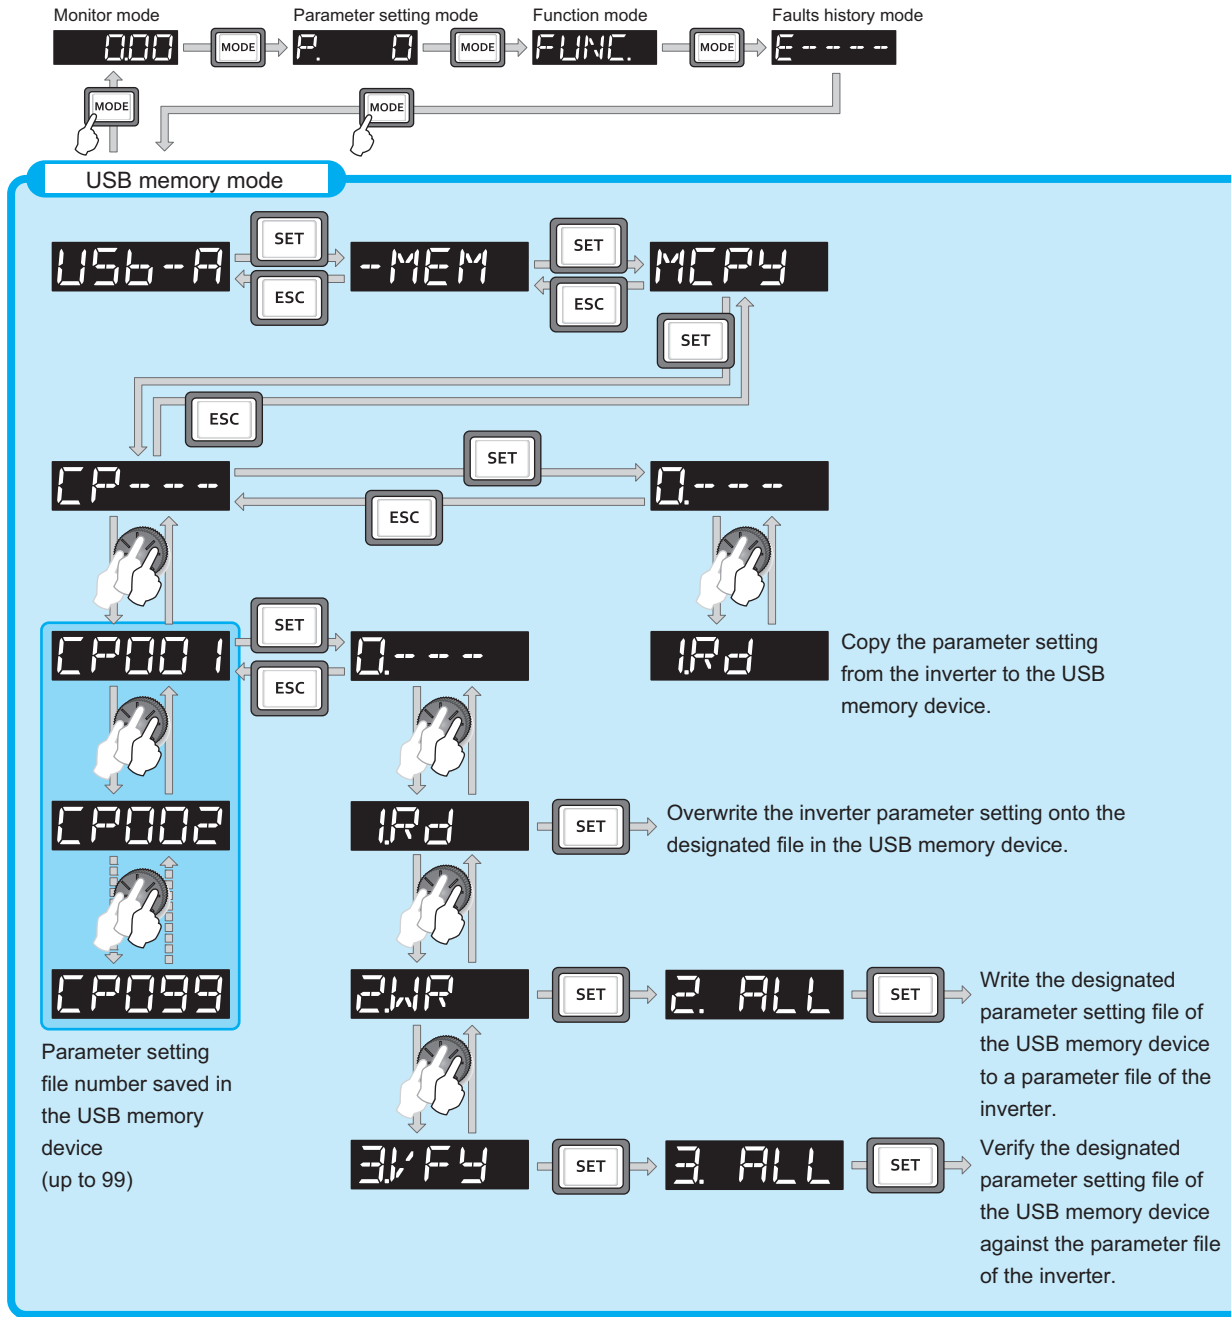 Monitor mode
Parameter setting mode
Function mode
Faults history mode
0.00
MODE
P. 0
MODE
FUNC.
MODE
E----
MODE
MODE
USB memory mode
USb-A
SET
ESC
-MEM
SET
ESC
MCPY
SET
ESC
CP---
SET
ESC
0.---
CP001
SET
ESC
0.---
1.Rd
Copy the parameter setting
from the inverter to the USB
memory device.
CP002
1.Rd
SET
Overwrite the inverter parameter setting onto the
designated file in the USB memory device.
CP099
2.WR
SET
2. ALL
SET
Write the designated
parameter setting file of
the USB memory device
to a parameter file of the
inverter.
Parameter setting
file number saved in
the USB memory
device
(up to 99)
3.VFY
SET
3. ALL
SET
Verify the designated
parameter setting file of
the USB memory device
against the parameter file
of the inverter.